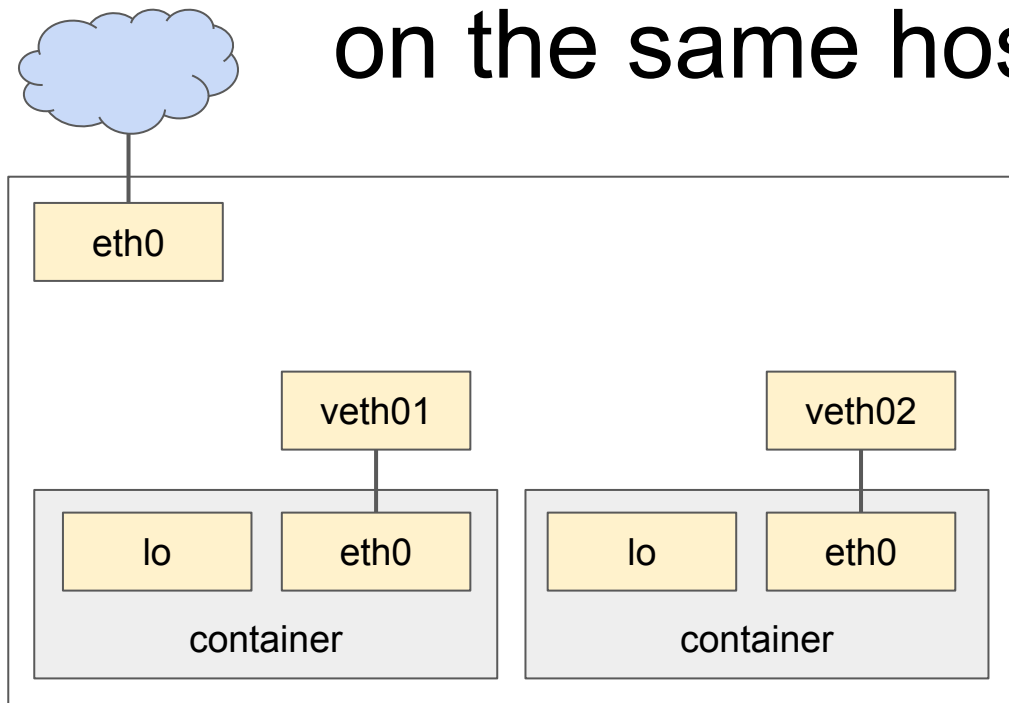 on the same hos
eth0
veth01
veth02
lo
eth0
lo
eth0
container
container